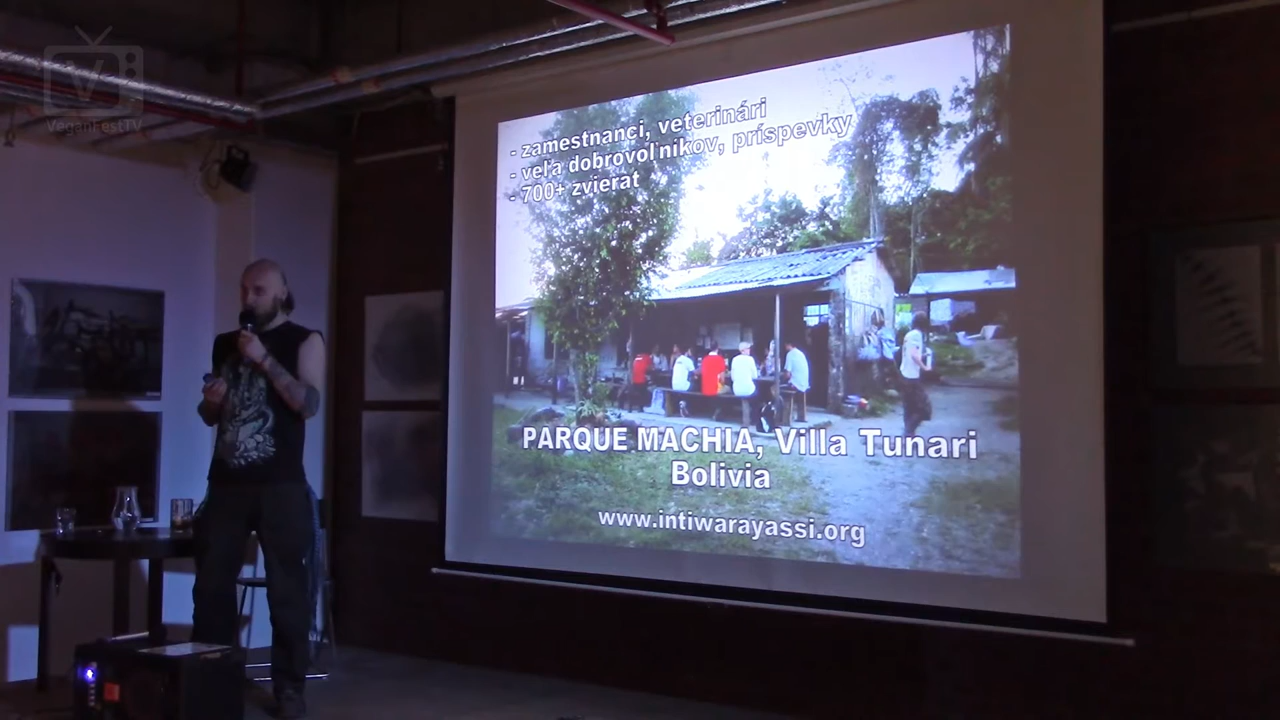 V
VeganFestTV
- zamestnanci, veterinári
- veľa dobrovoľníkov, príspevky
- 700+ zvierat
PARQUE MACHIA, Villa Tunari
Bolivia
www.intiwarayassi.org